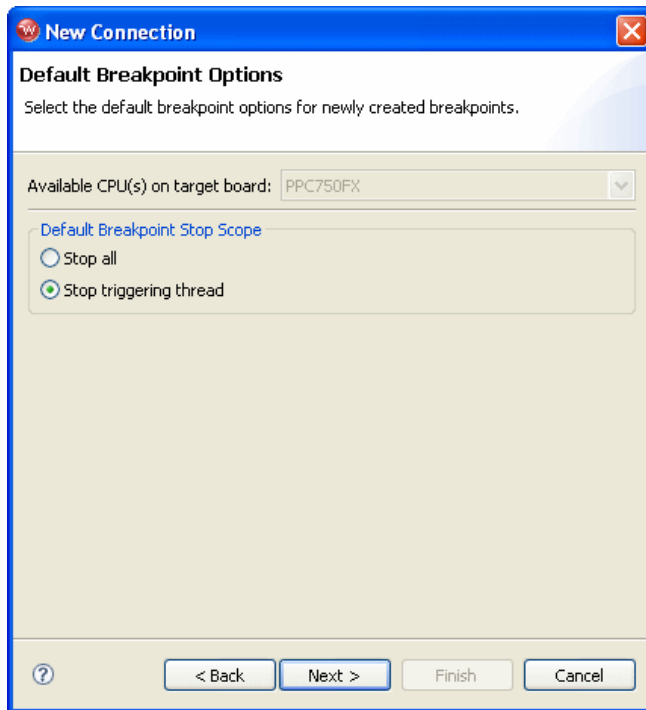 New Connection
Default Breakpoint Options
Select the default breakpoint options for newly created breakpoints.
Available CPU(s) on target board: PPC750FX
Default Breakpoint Stop Scope
Stop all
Stop triggering thread
? < Back Next > Finish Cancel